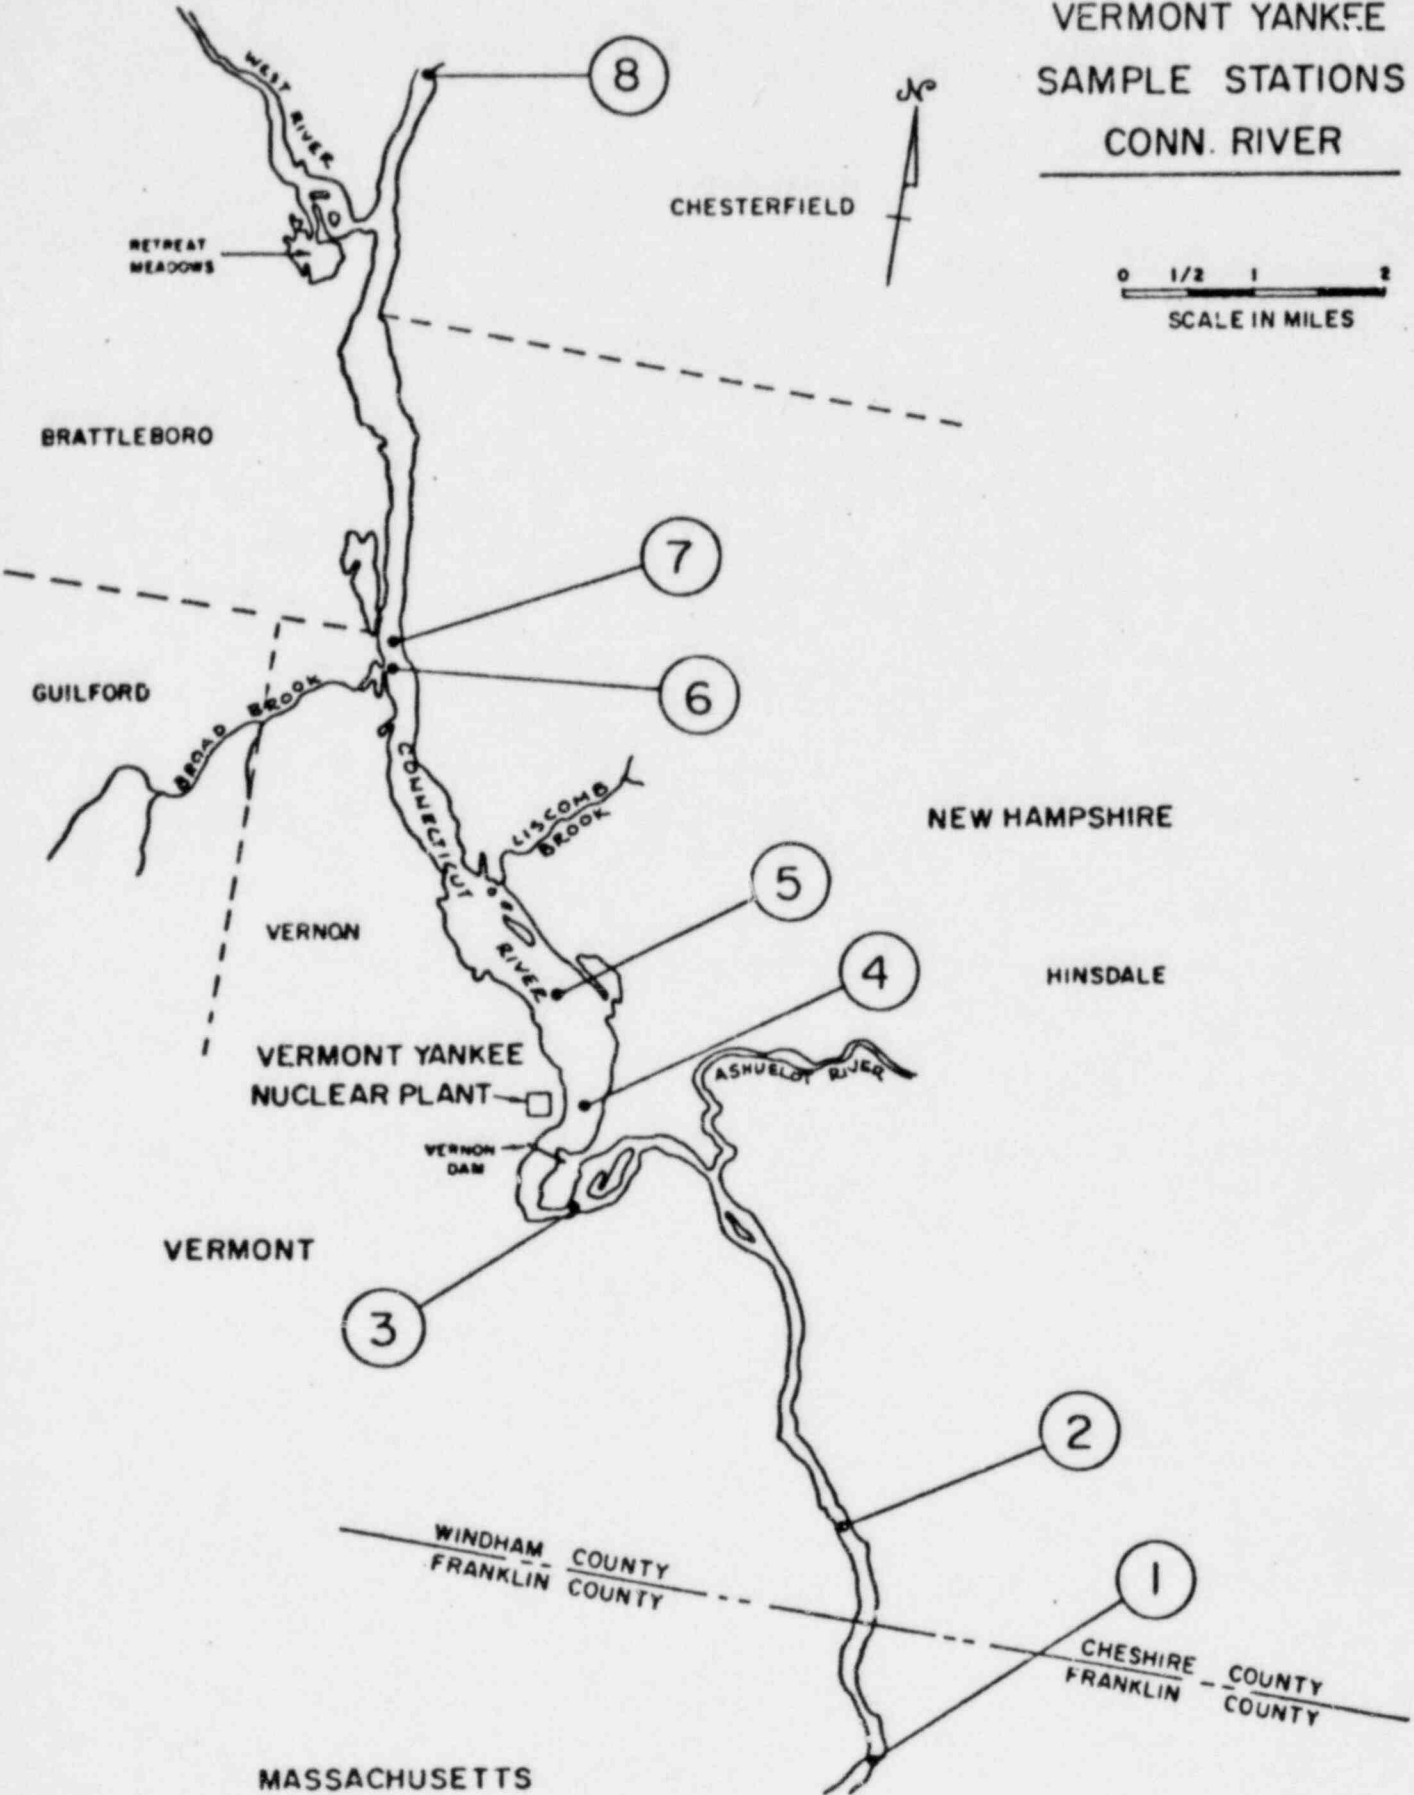 VERMONT YANKEE
SAMPLE STATIONS
CONN. RIVER
8
N
WEST RIVER
CHESTERFIELD
RETREAT
MEADOWS
0 1/2 1 2
SCALE IN MILES
BRATTLEBORO
7
GUILFORD
6
BROAD BROOK
CONNECTICUT RIVER
LISCOMB
BROOK
NEW HAMPSHIRE
5
VERNON
4
HINSDALE
VERMONT YANKEE
NUCLEAR PLANT
ASHUELOT RIVER
VERNON
DAM
VERMONT
3
2
WINDHAM COUNTY
FRANKLIN COUNTY
1
CHESHIRE COUNTY
FRANKLIN COUNTY
MASSACHUSETTS